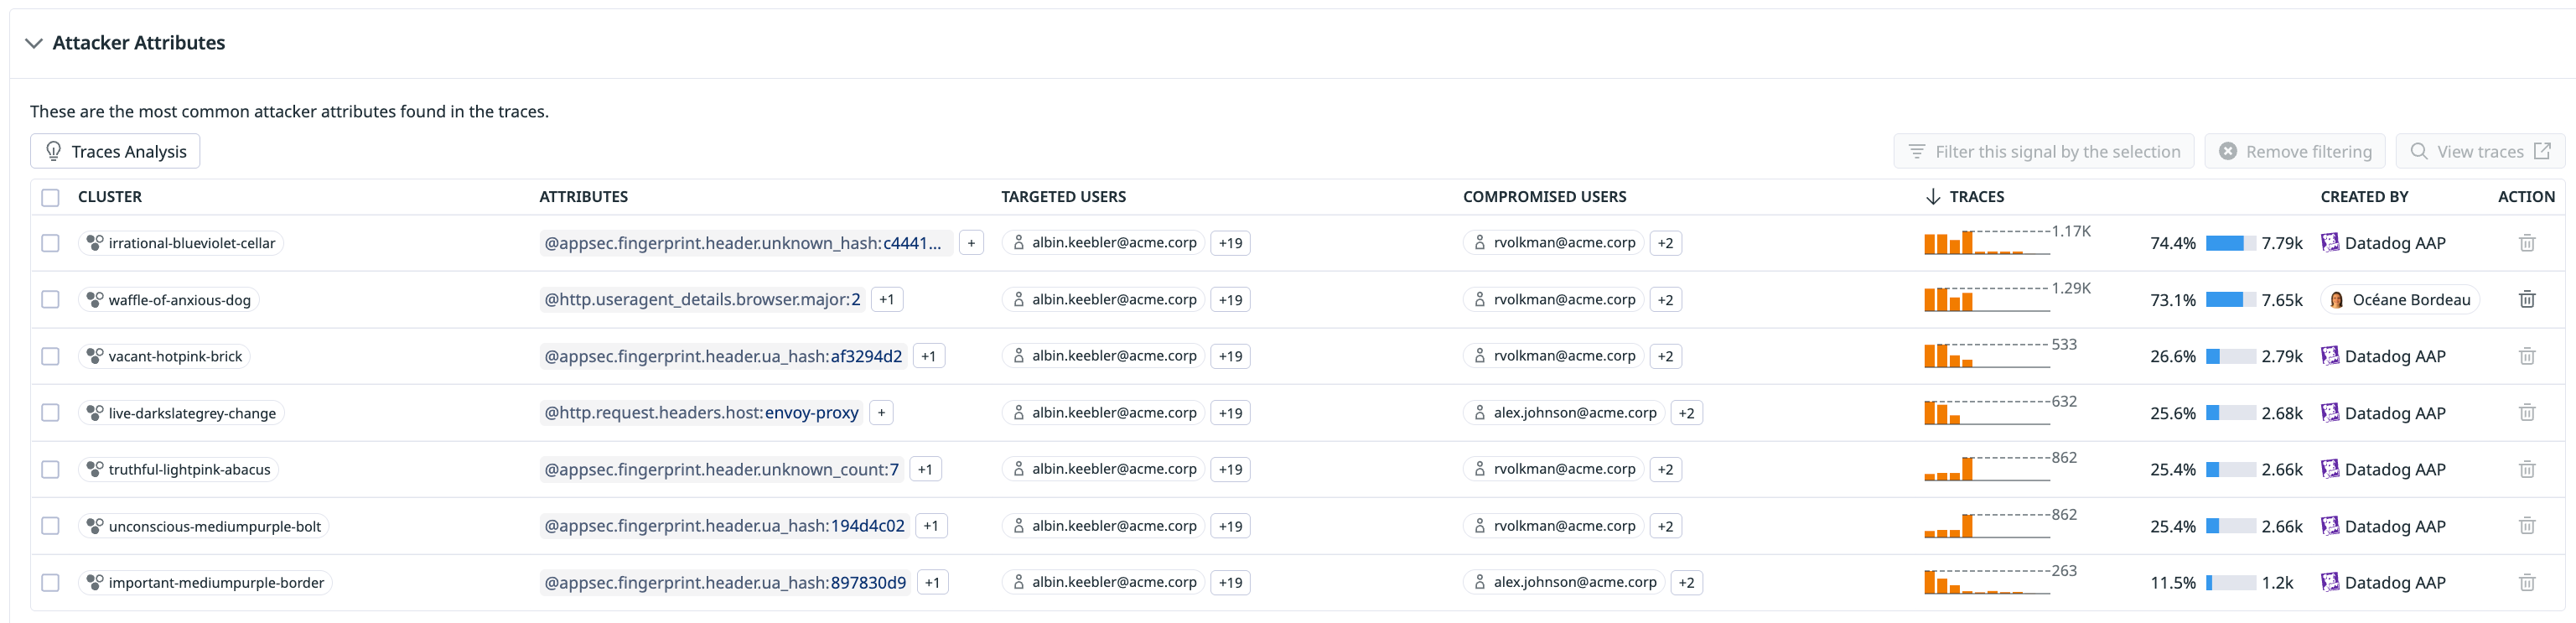 Attacker Attributes
These are the most common attacker attributes found in the traces.
Traces Analysis Filter this signal by the selection Remove filtering View traces
CLUSTER ATTRIBUTES TARGETED USERS COMPROMISED USERS TRACES CREATED BY ACTION
irrational-blueviolet-cellar @appsec.fingerprint.header.unknown_hash:c4441... + albin.keebler@acme.corp +19 rvolkman@acme.corp +2 1.17K 74.4% 7.79k Datadog AAP
waffle-of-anxious-dog @http.useragent_details.browser.major:2 +1 albin.keebler@acme.corp +19 rvolkman@acme.corp +2 1.29K 73.1% 7.65k Océane Bordeau
vacant-hotpink-brick @appsec.fingerprint.header.ua_hash:af3294d2 +1 albin.keebler@acme.corp +19 rvolkman@acme.corp +2 533 26.6% 2.79k Datadog AAP
live-darkslategrey-change @http.request.headers.host:envoy-proxy + albin.keebler@acme.corp +19 alex.johnson@acme.corp +2 632 25.6% 2.68k Datadog AAP
truthful-lightpink-abacus @appsec.fingerprint.header.unknown_count:7 +1 albin.keebler@acme.corp +19 rvolkman@acme.corp +2 862 25.4% 2.66k Datadog AAP
unconscious-mediumpurple-bolt @appsec.fingerprint.header.ua_hash:194d4c02 +1 albin.keebler@acme.corp +19 rvolkman@acme.corp +2 862 25.4% 2.66k Datadog AAP
important-mediumpurple-border @appsec.fingerprint.header.ua_hash:897830d9 +1 albin.keebler@acme.corp +19 alex.johnson@acme.corp +2 263 11.5% 1.2k Datadog AAP